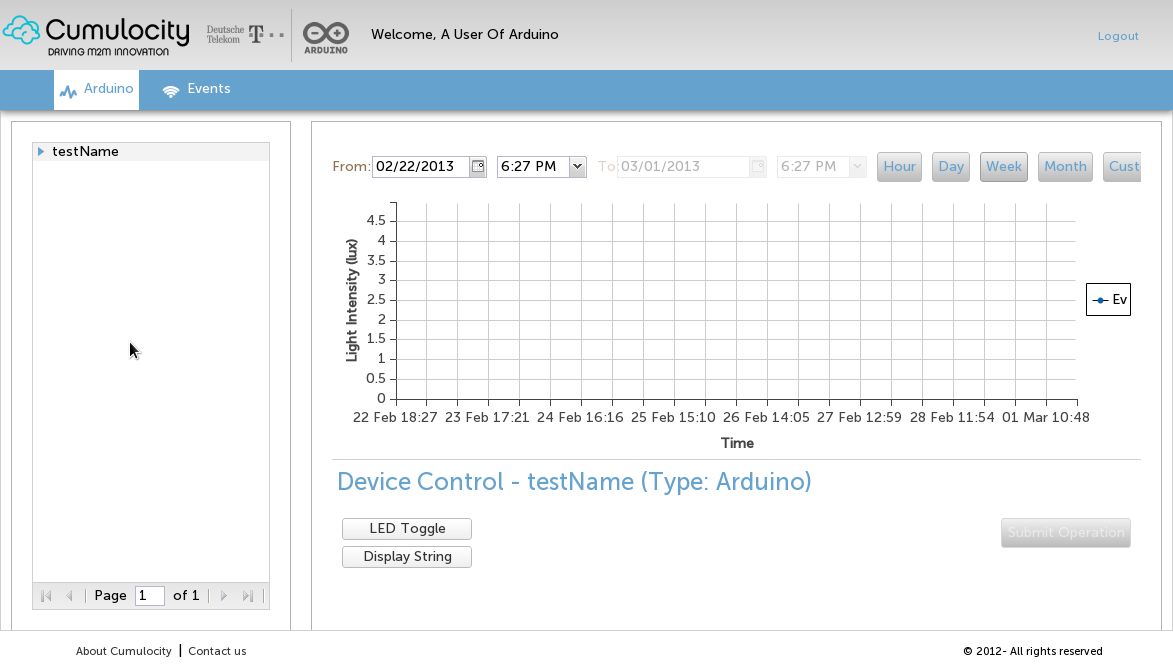 Cumulocity
DRIVING M2M INNOVATION
Deutsche
Telekom
T
ARDUINO
Welcome, A User Of Arduino
Logout
Arduino
Events
testName
From: 02/22/2013 6:27 PM To: 03/01/2013 6:27 PM Hour Day Week Month Cust
4.5
4
3.5
3
2.5
2
1.5
1
0.5
0
Light Intensity (lux)
Ev
22 Feb 18:27 23 Feb 17:21 24 Feb 16:16 25 Feb 15:10 26 Feb 14:05 27 Feb 12:59 28 Feb 11:54 01 Mar 10:48
Time
Device Control - testName (Type: Arduino)
LED Toggle
Submit Operation
Display String
Page 1 of 1
About Cumulocity | Contact us
© 2012- All rights reserved